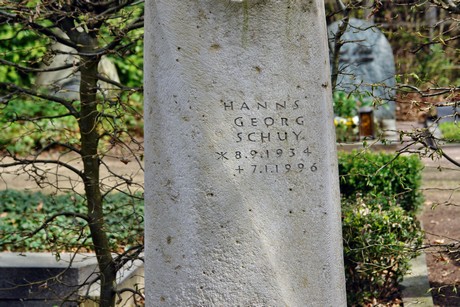 HANNS
GEORG
SCHUY
* 8.9.1934
+ 7.1.1996